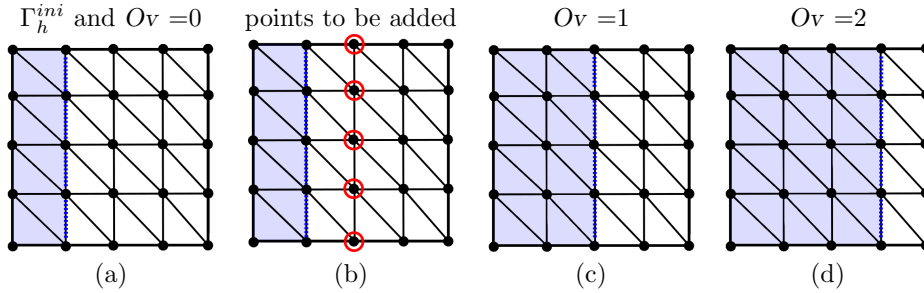 Γ_h^{ini} and Ov =0
points to be added
Ov =1
Ov =2
(a)
(b)
(c)
(d)